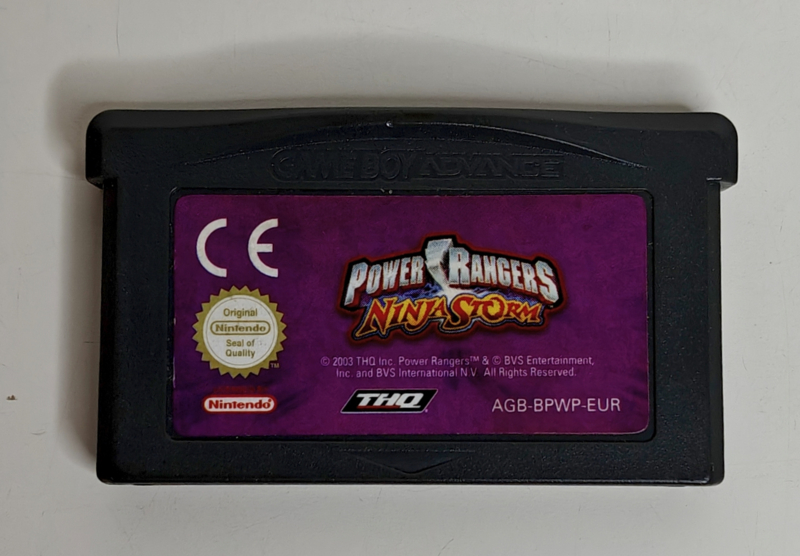 GAME BOY ADVANCE
CE
POWER RANGERS
NINJA STORM
Original
Nintendo
Seal of
Quality
TM
© 2003 THQ Inc. Power Rangers™ & © BVS Entertainment,
Inc. and BVS International N.V. All Rights Reserved.
Nintendo
THQ
AGB-BPWP-EUR